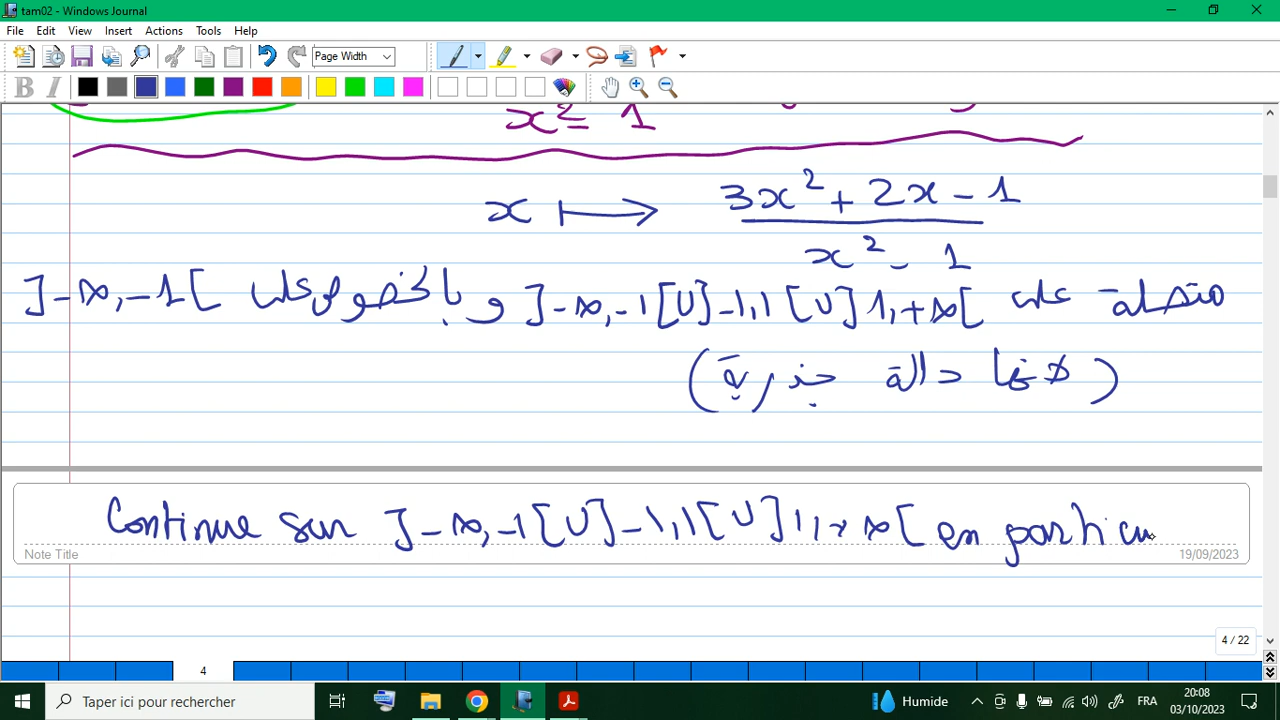 tam02 - Windows Journal
File Edit View Insert Actions Tools Help
Page Width
B I
x² = 1
x ⟼ (3x² + 2x - 1)/(x² - 1)
متصلة على ]-∞,-1[∪]-1,1[∪]1,+∞[ و بالخصوص على ]-∞,-1[
(لأنها دالة جذرية)
Continue sur ]-∞,-1[∪]-1,1[∪]1,+∞[ en particu
Note Title 19/09/2023
4 / 22
4
Taper ici pour rechercher Humide FRA 20:08
03/10/2023